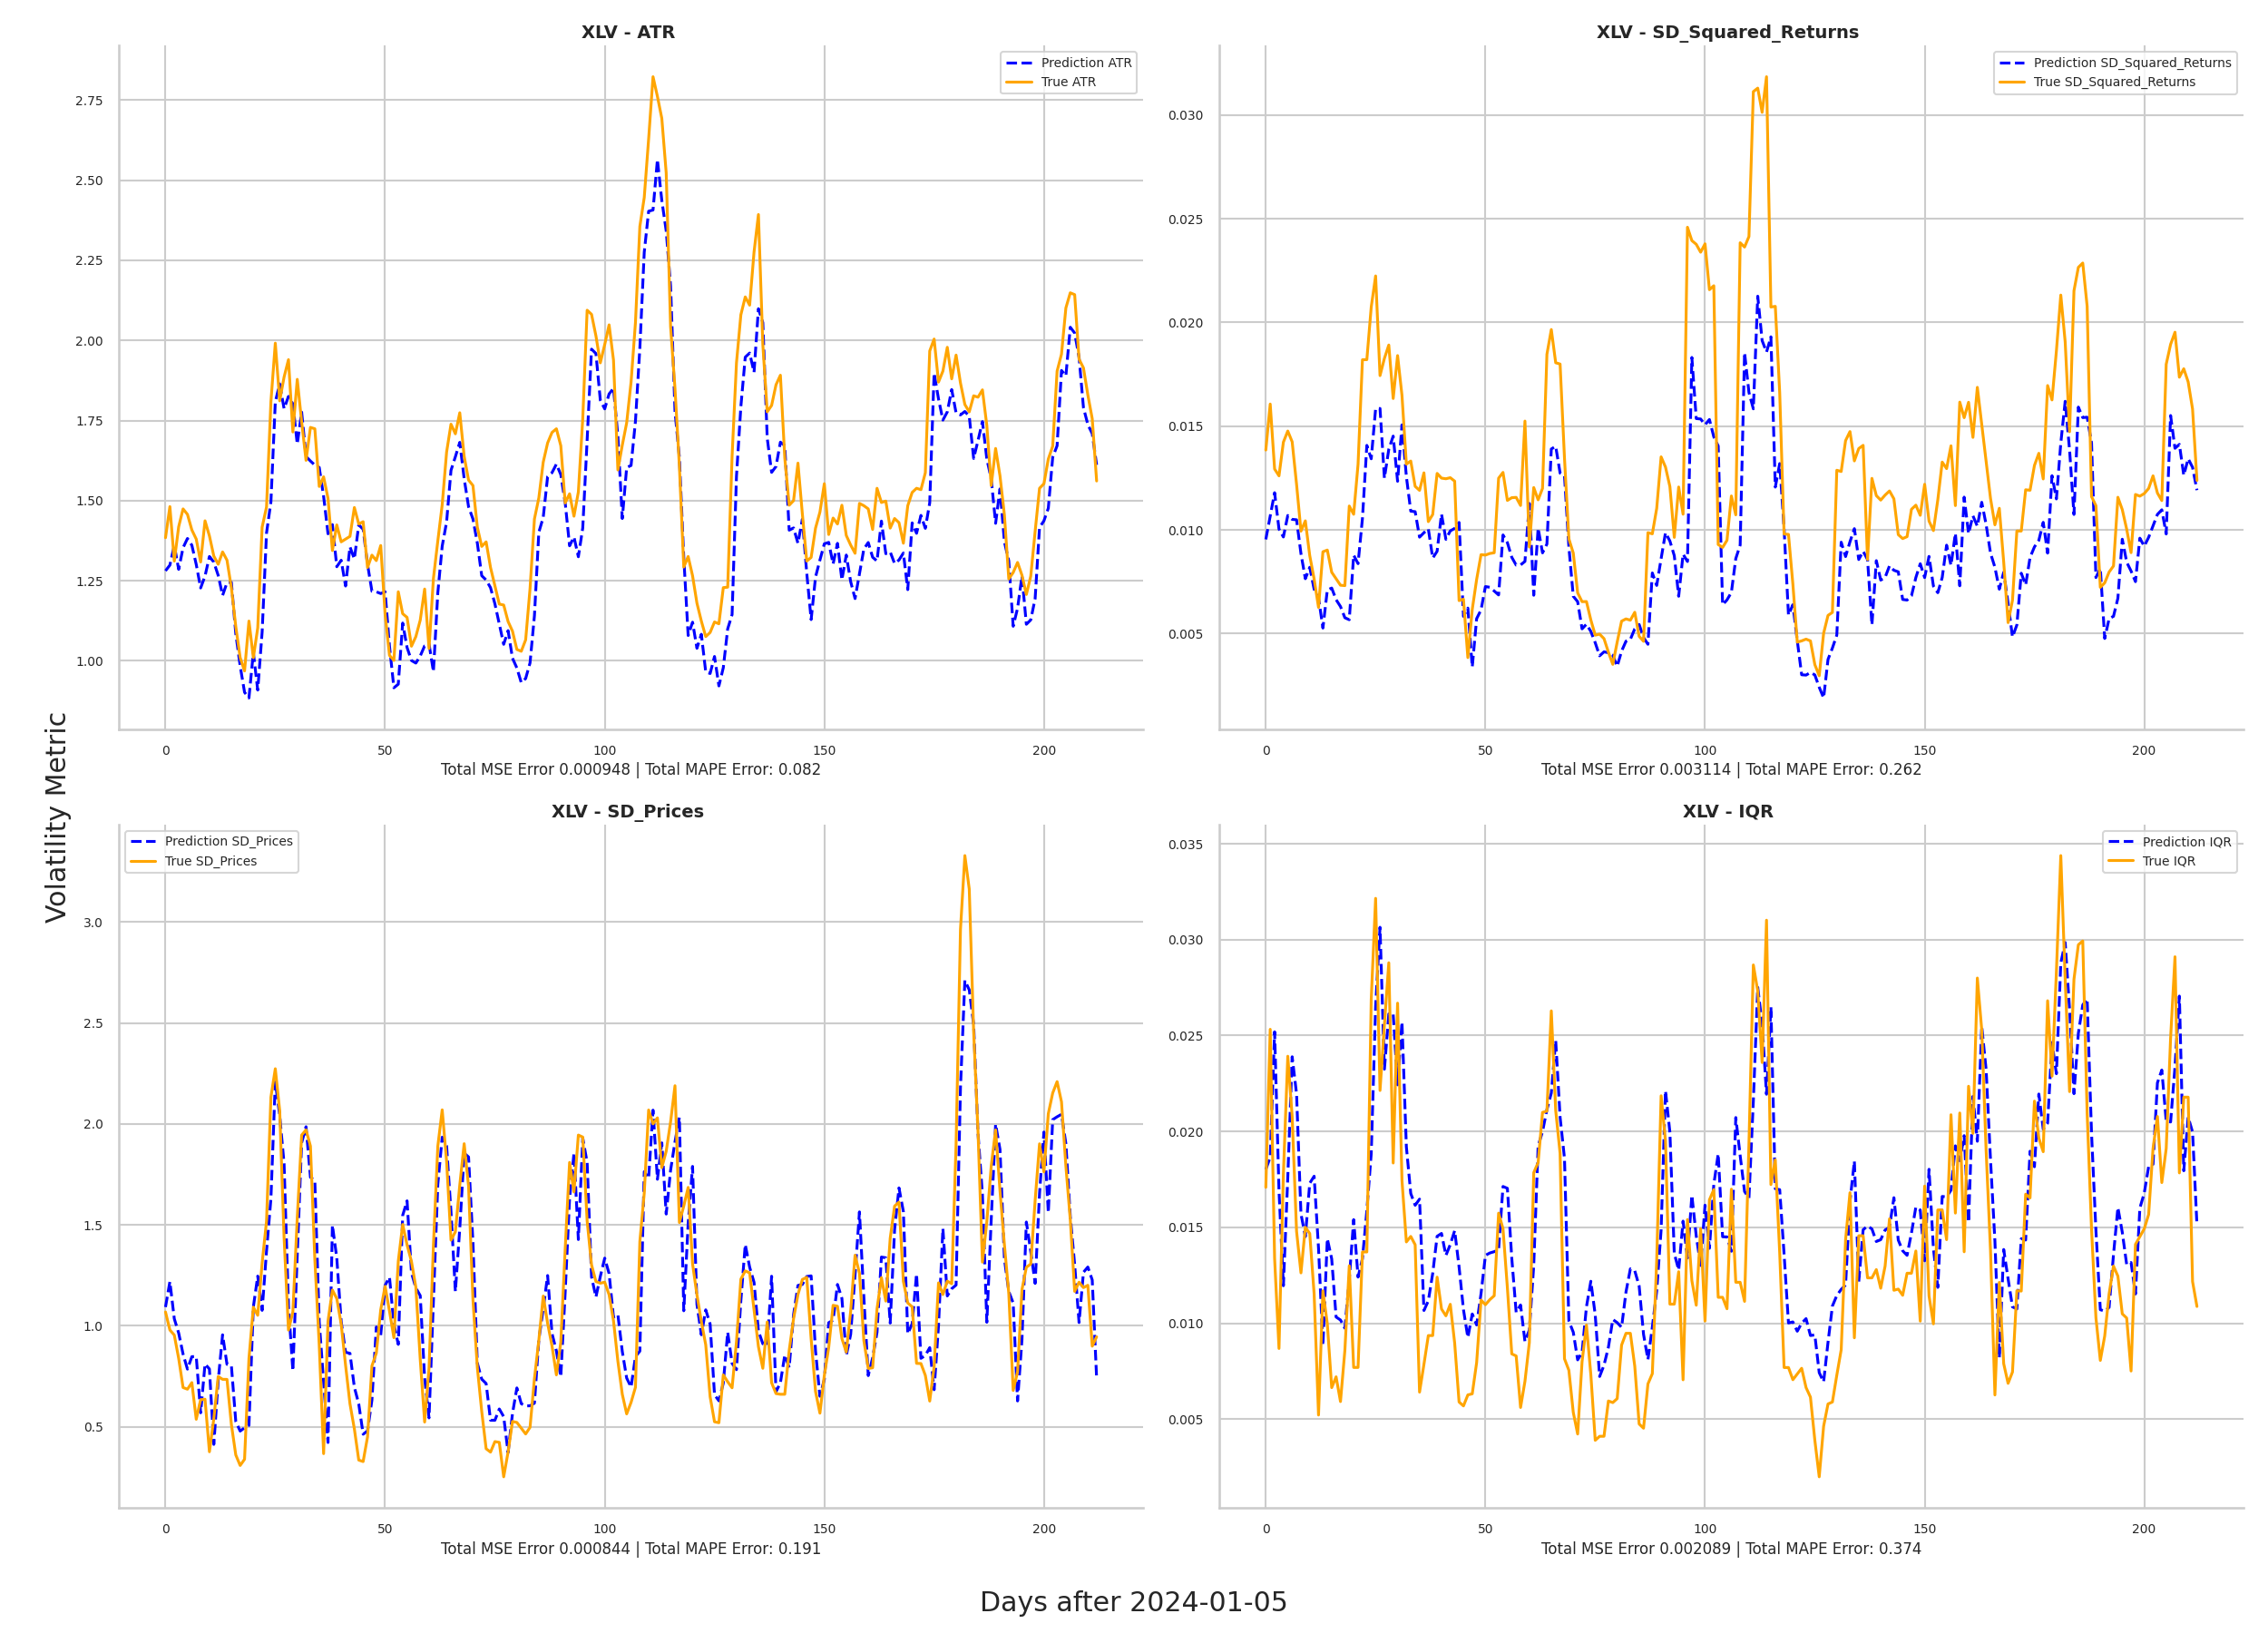 XLV - ATR
Prediction ATR
True ATR
2.75
2.50
2.25
2.00
1.75
1.50
1.25
1.00
0 50 100 150 200
Total MSE Error 0.000948 | Total MAPE Error: 0.082
XLV - SD_Squared_Returns
Prediction SD_Squared_Returns
True SD_Squared_Returns
0.030
0.025
0.020
0.015
0.010
0.005
0 50 100 150 200
Total MSE Error 0.003114 | Total MAPE Error: 0.262
Volatility Metric
XLV - SD_Prices
Prediction SD_Prices
True SD_Prices
3.0
2.5
2.0
1.5
1.0
0.5
0 50 100 150 200
Total MSE Error 0.000844 | Total MAPE Error: 0.191
XLV - IQR
Prediction IQR
True IQR
0.035
0.030
0.025
0.020
0.015
0.010
0.005
0 50 100 150 200
Total MSE Error 0.002089 | Total MAPE Error: 0.374
Days after 2024-01-05